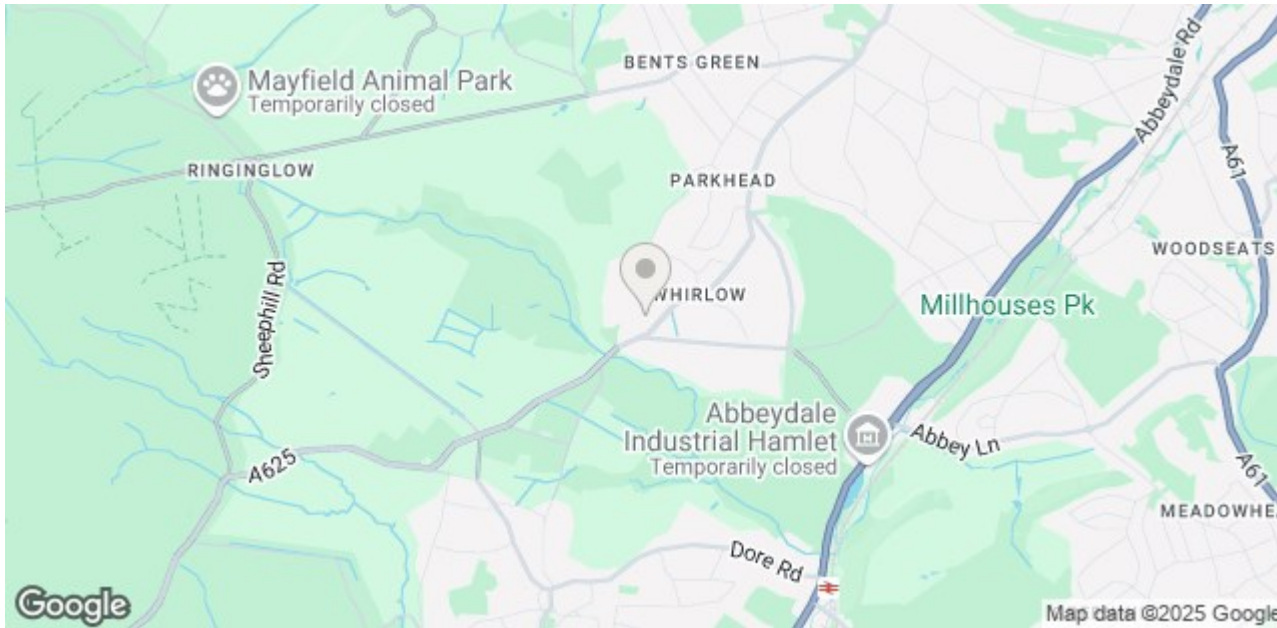 BENTS GREEN
Mayfield Animal Park
Temporarily closed
RINGINGLOW
PARKHEAD
Abbeydale Rd
A61
WOODSEATS
WHIRLOW
Millhouses Pk
Sheephill Rd
Abbeydale
Industrial Hamlet
Temporarily closed
Abbey Ln
A625
A61
MEADOWHEA
Dore Rd
Google
Map data ©2025 Google